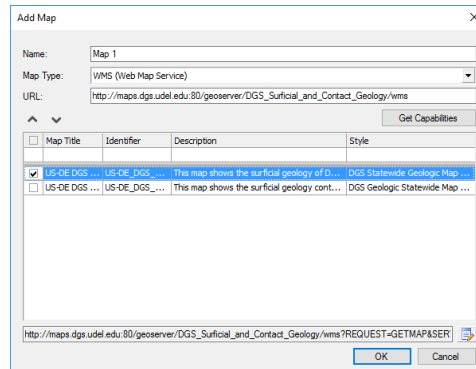 Add Map
Name: Map 1
Map Type: WMS (Web Map Service)
URL: http://maps.dgs.udel.edu:80/geoserver/DGS_Surficial_and_Contact_Geology/wms
Get Capabilities
Map Title Identifier Description Style
US-DE DGS ... US-DE_DGS_... This map shows the surficial geology of D... DGS Statewide Geologic Map ...
US-DE DGS ... US-DE_DGS_... This map shows the surficial geology cont... DGS Geologic Statewide Map ...
http://maps.dgs.udel.edu:80/geoserver/DGS_Surficial_and_Contact_Geology/wms?REQUEST=GETMAP&SER
OK Cancel